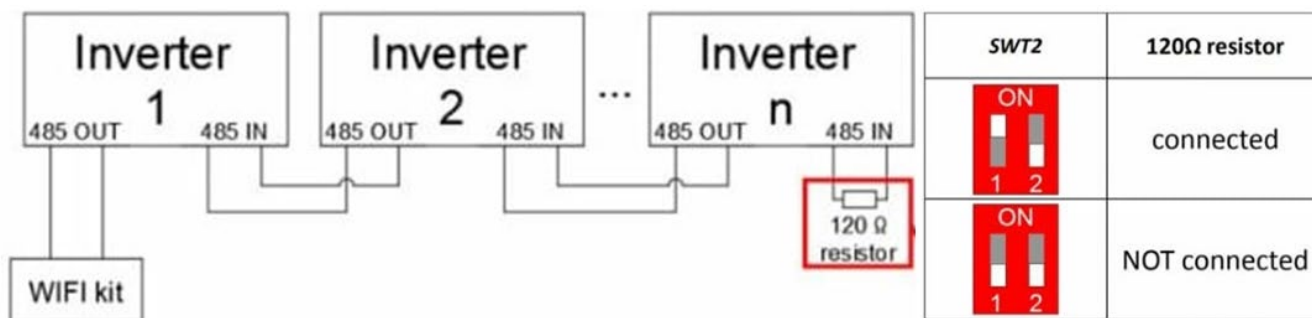 Inverter
1
485 OUT 485 IN
Inverter
2
485 OUT 485 IN
...
Inverter
n
485 OUT 485 IN
120 Ω
resistor
WIFI kit
SWT2 120Ω resistor
ON
1 2
connected
ON
1 2
NOT connected